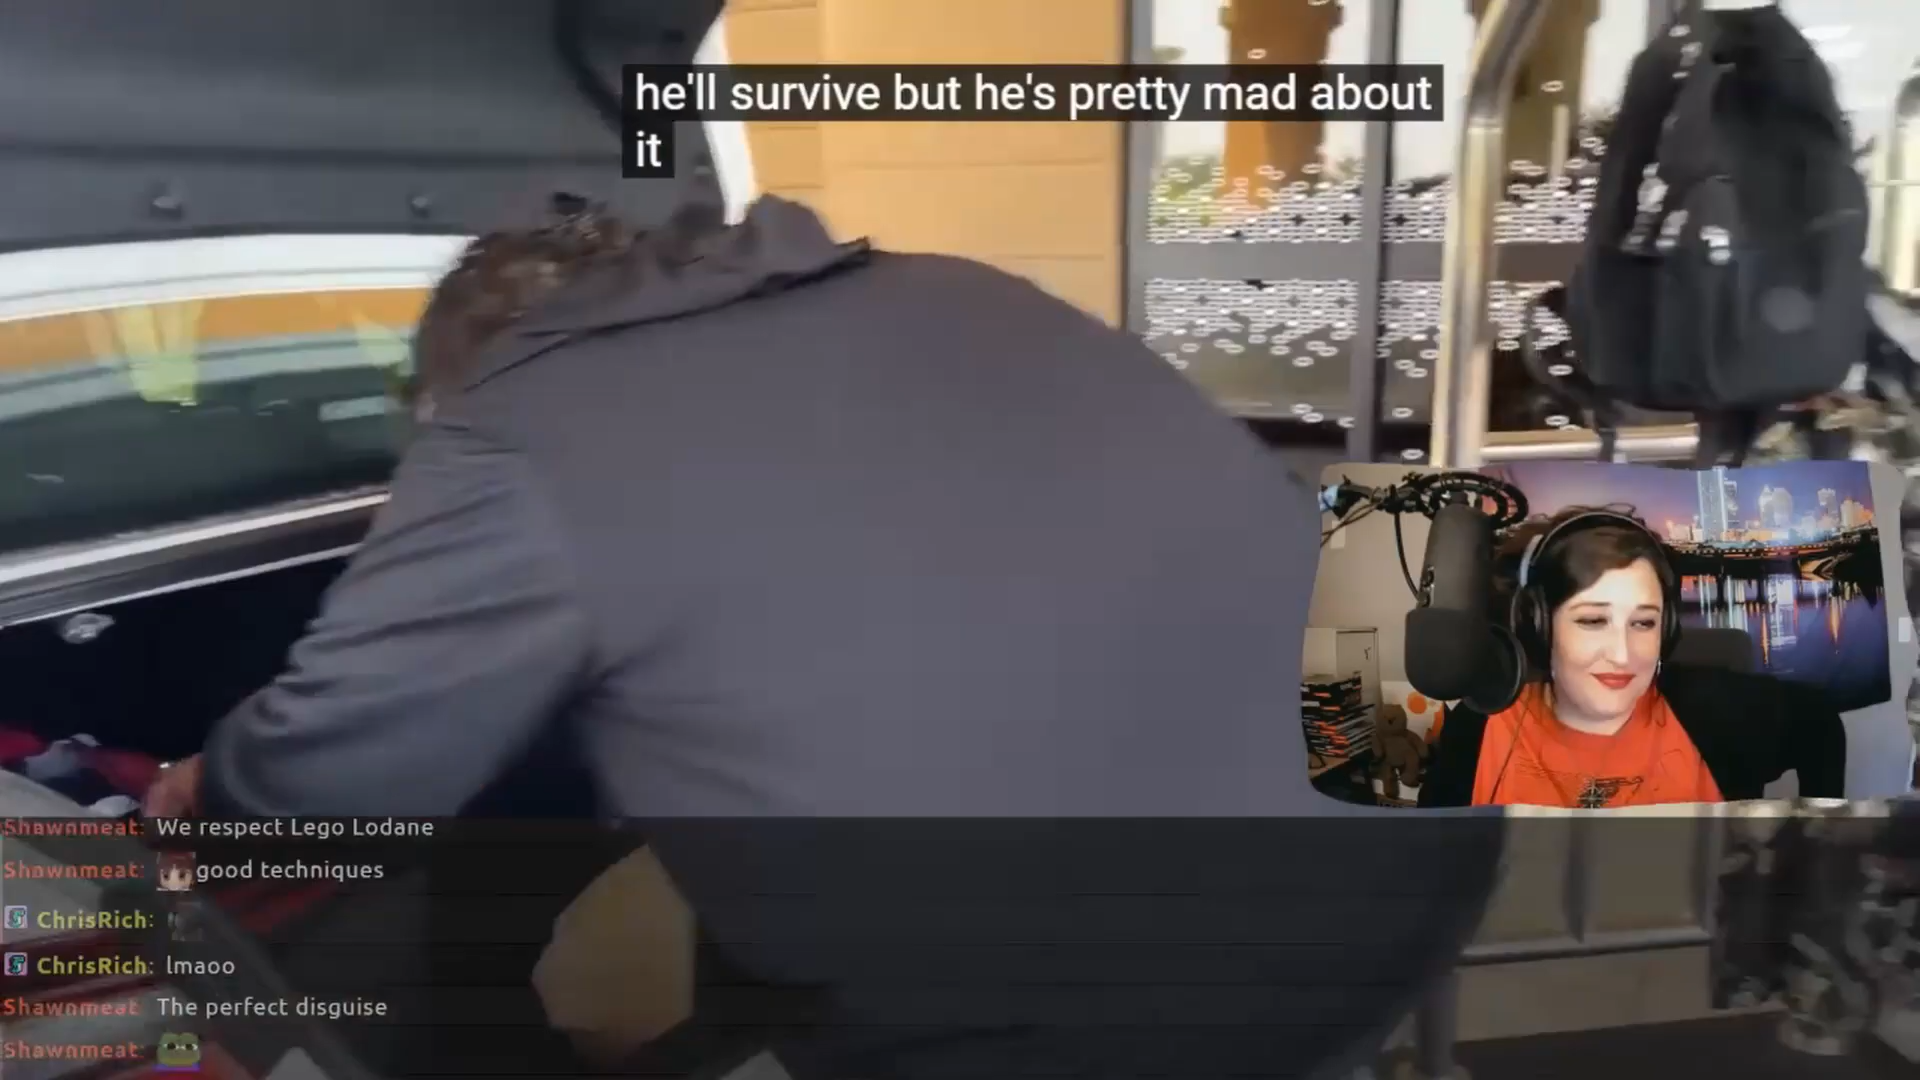 he'll survive but he's pretty mad about
it
Shawnmeat: We respect Lego Lodane
Shawnmeat: good techniques
ChrisRich:
ChrisRich: lmaoo
Shawnmeat: The perfect disguise
Shawnmeat: